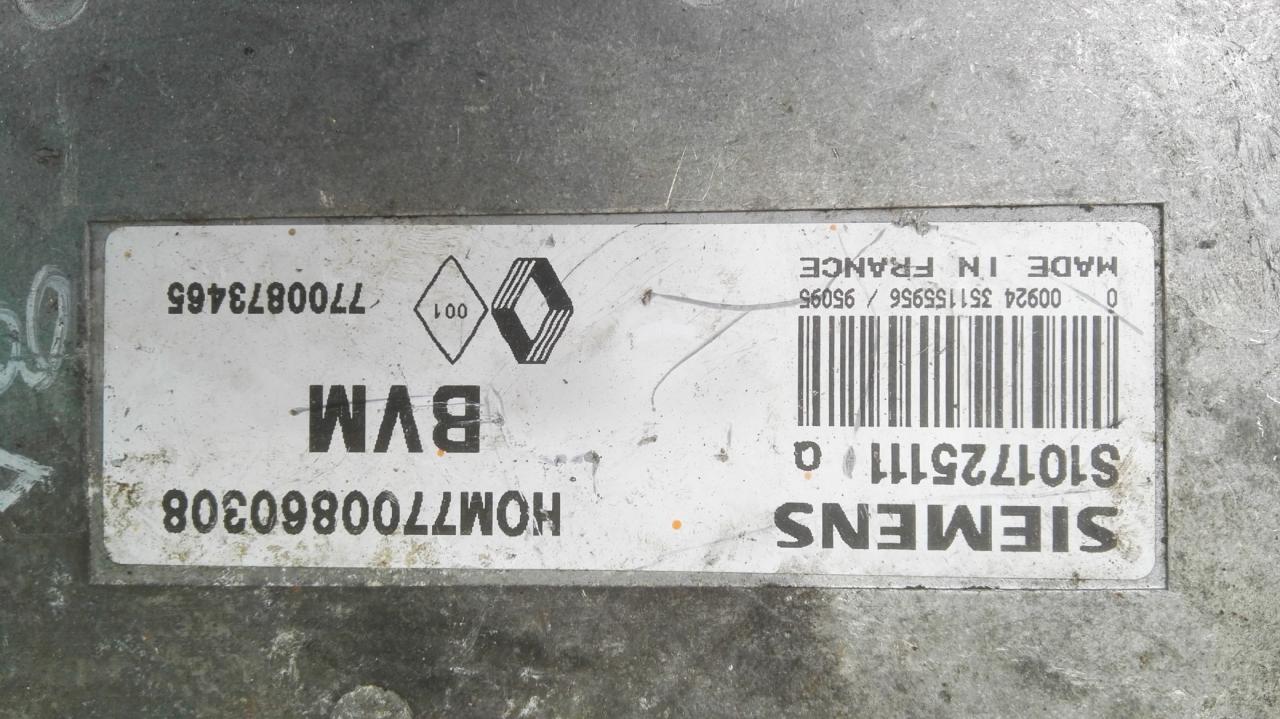 SIEMENS
S101725111 Q
0 00924 351155956 / 95095
MADE IN FRANCE
HOM7700860308
BVM
001
7700873465